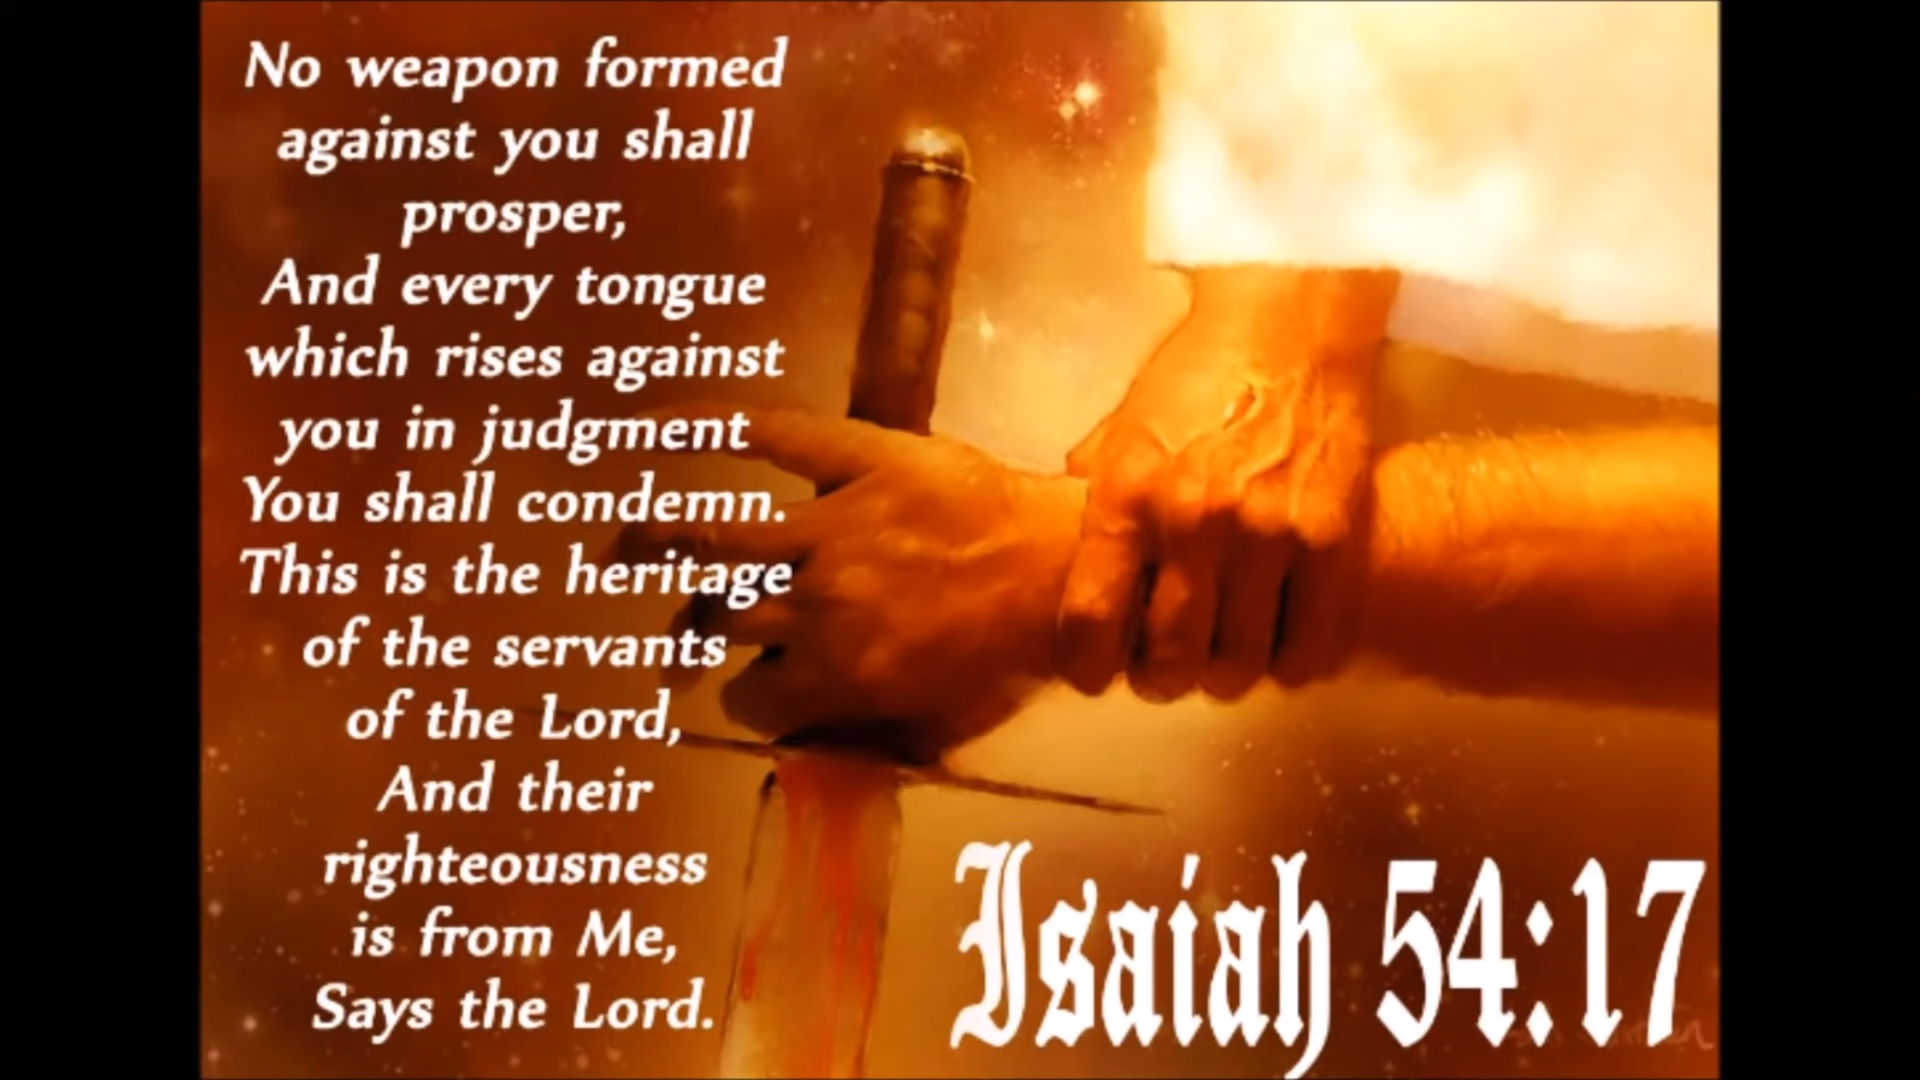 No weapon formed
against you shall
prosper,
And every tongue
which rises against
you in judgment
You shall condemn.
This is the heritage
of the servants
of the Lord,
And their
righteousness
is from Me,
Says the Lord.
Isaiah 54:17